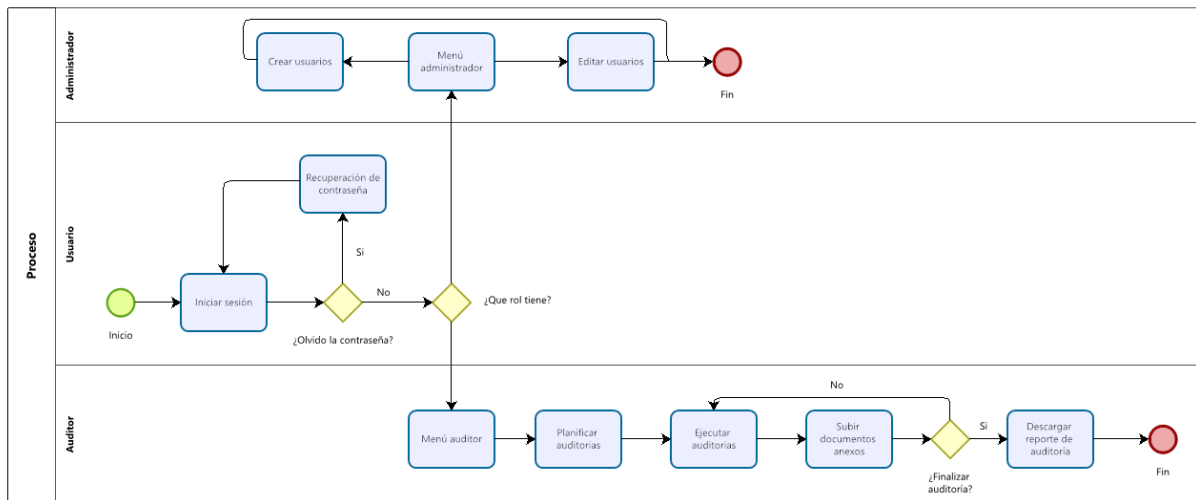 Proceso
Administrador
Crear usuarios
Menú
administrador
Editar usuarios
Fin
Usuario
Recuperación de
contraseña
Si
Iniciar sesión
No
¿Que rol tiene?
Inicio
¿Olvido la contraseña?
Auditor
No
Menú auditor
Planificar
auditorias
Ejecutar
auditorias
Subir
documentos
anexos
Si
Descargar
reporte de
auditoría
¿Finalizar
auditoría?
Fin